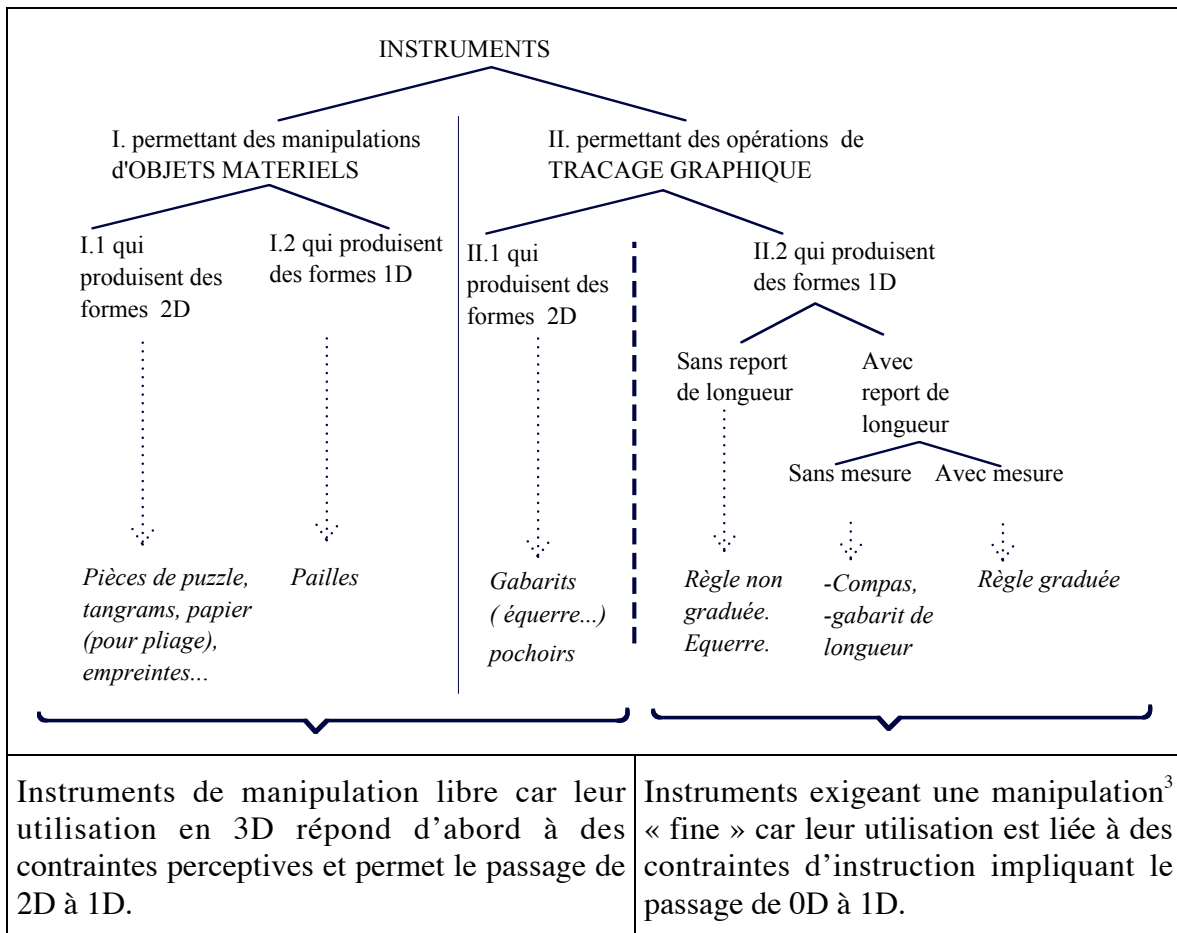 INSTRUMENTS
I. permettant des manipulations
d'OBJETS MATERIELS
II. permettant des opérations de
TRACAGE GRAPHIQUE
I.1 qui
produisent des
formes 2D
I.2 qui produisent
des formes 1D
II.1 qui
produisent des
formes 2D
II.2 qui produisent
des formes 1D
Sans report
de longueur
Avec
report de
longueur
Sans mesure
Avec mesure
Pièces de puzzle,
tangrams, papier
(pour pliage),
empreintes...
Pailles
Gabarits
( équerre...)
pochoirs
Règle non
graduée.
Equerre.
-Compas,
-gabarit de
longueur
Règle graduée
Instruments de manipulation libre car leur
utilisation en 3D répond d’abord à des
contraintes perceptives et permet le passage de
2D à 1D.
Instruments exigeant une manipulation³
« fine » car leur utilisation est liée à des
contraintes d’instruction impliquant le
passage de 0D à 1D.